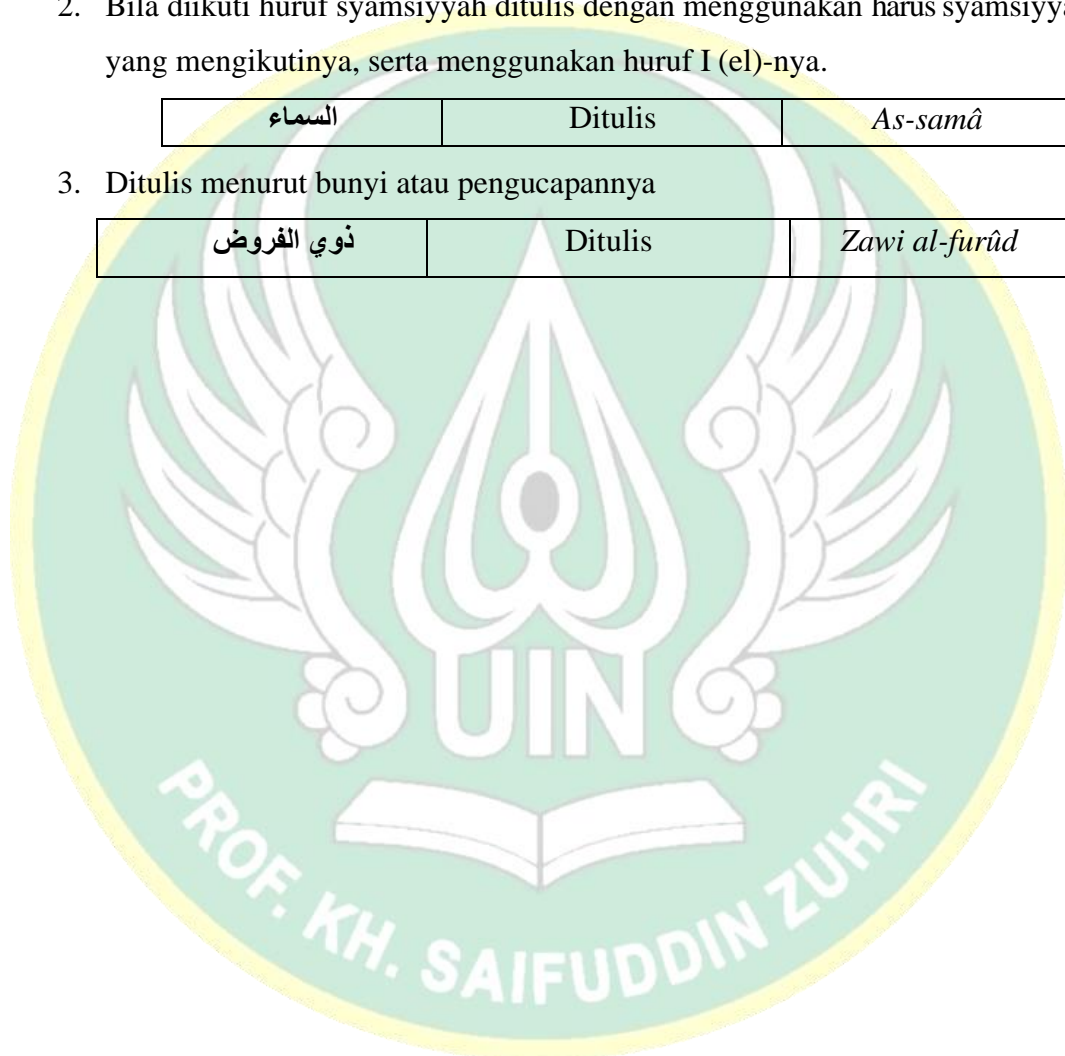 2. Bila diikuti huruf syamsiyyah ditulis dengan menggunakan harus syamsiyya
yang mengikutinya, serta menggunakan huruf I (el)-nya.
السماء Ditulis As-samâ
3. Ditulis menurut bunyi atau pengucapannya
ذوي الفروض Ditulis Zawi al-furûd
UIN
PROF. KH. SAIFUDDIN ZUHRI